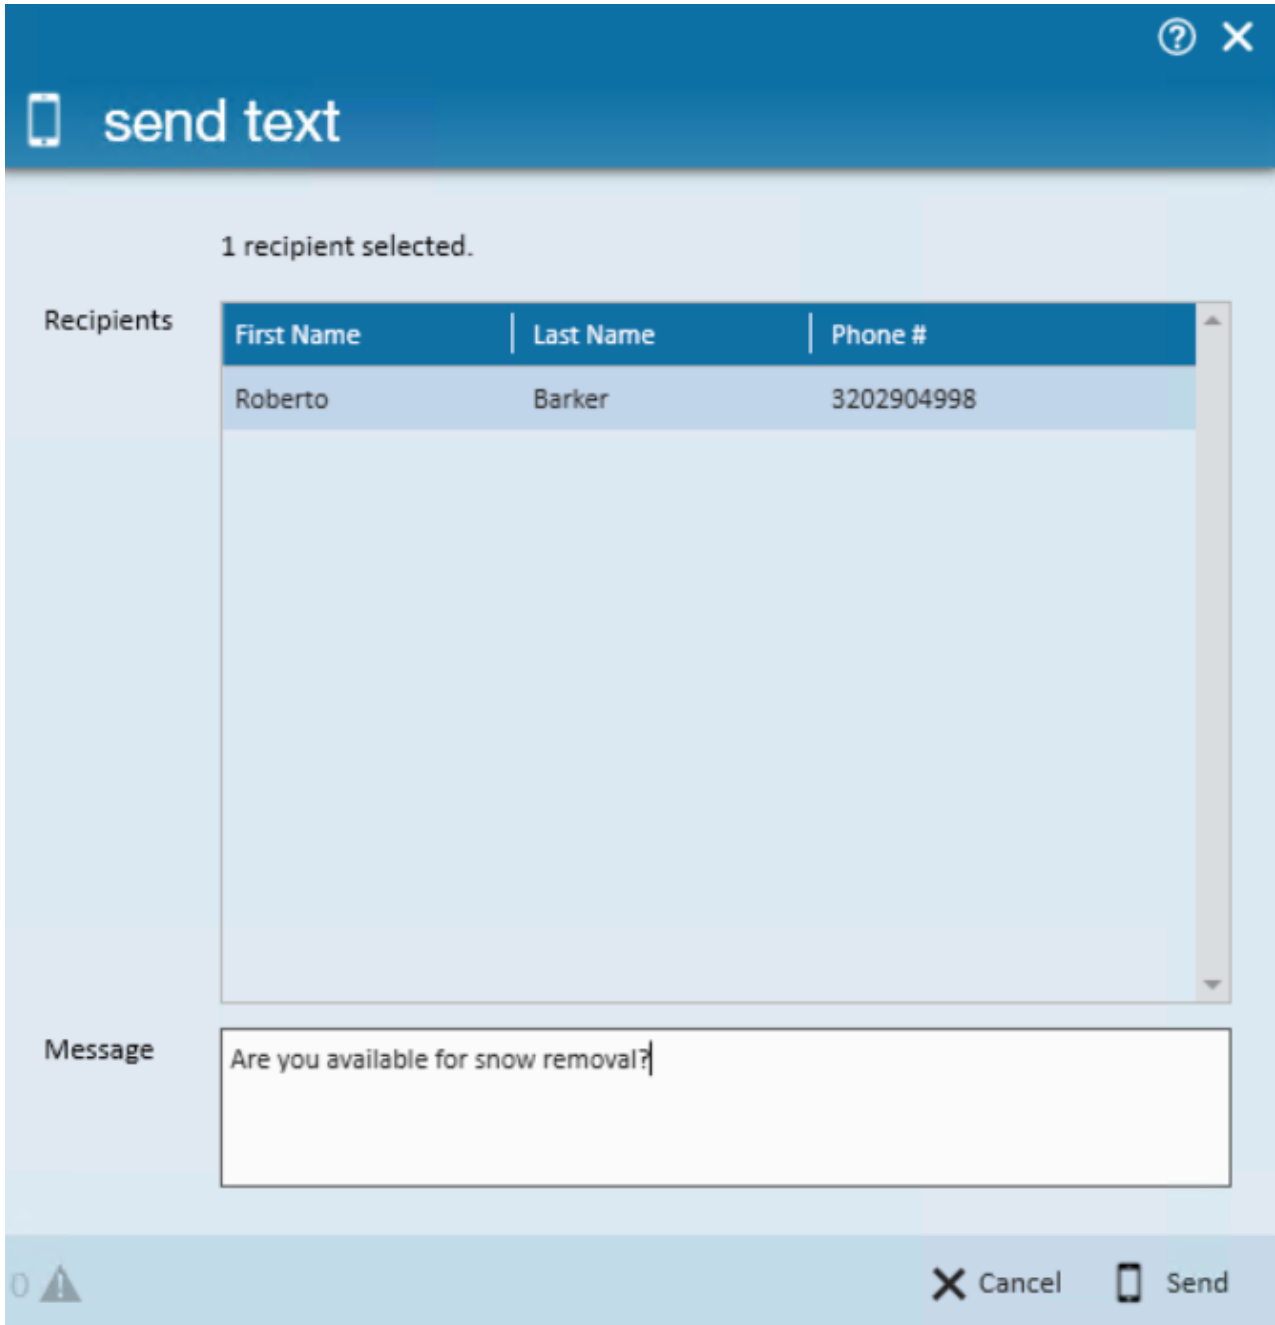 send text
1 recipient selected.
Recipients
First Name Last Name Phone #
Roberto Barker 3202904998
Message
Are you available for snow removal?
0
Cancel Send